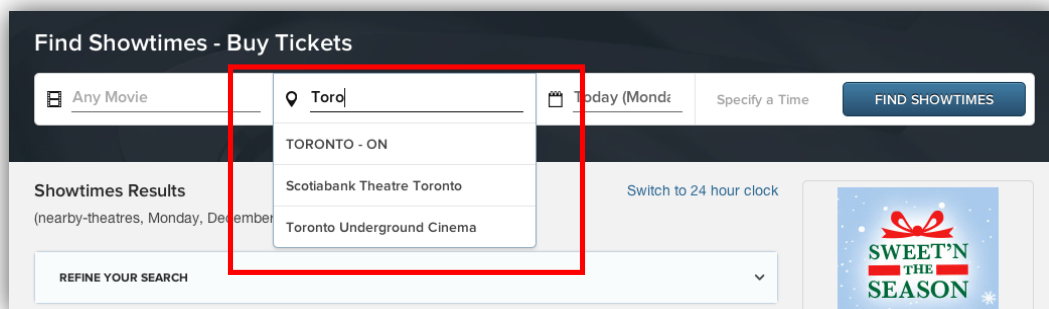 Find Showtimes - Buy Tickets
Any Movie
Toro
Today (Monda
Specify a Time
FIND SHOWTIMES
TORONTO - ON
Scotiabank Theatre Toronto
Toronto Underground Cinema
Showtimes Results
Switch to 24 hour clock
(nearby-theatres, Monday, December
REFINE YOUR SEARCH
SWEET'N
THE
SEASON